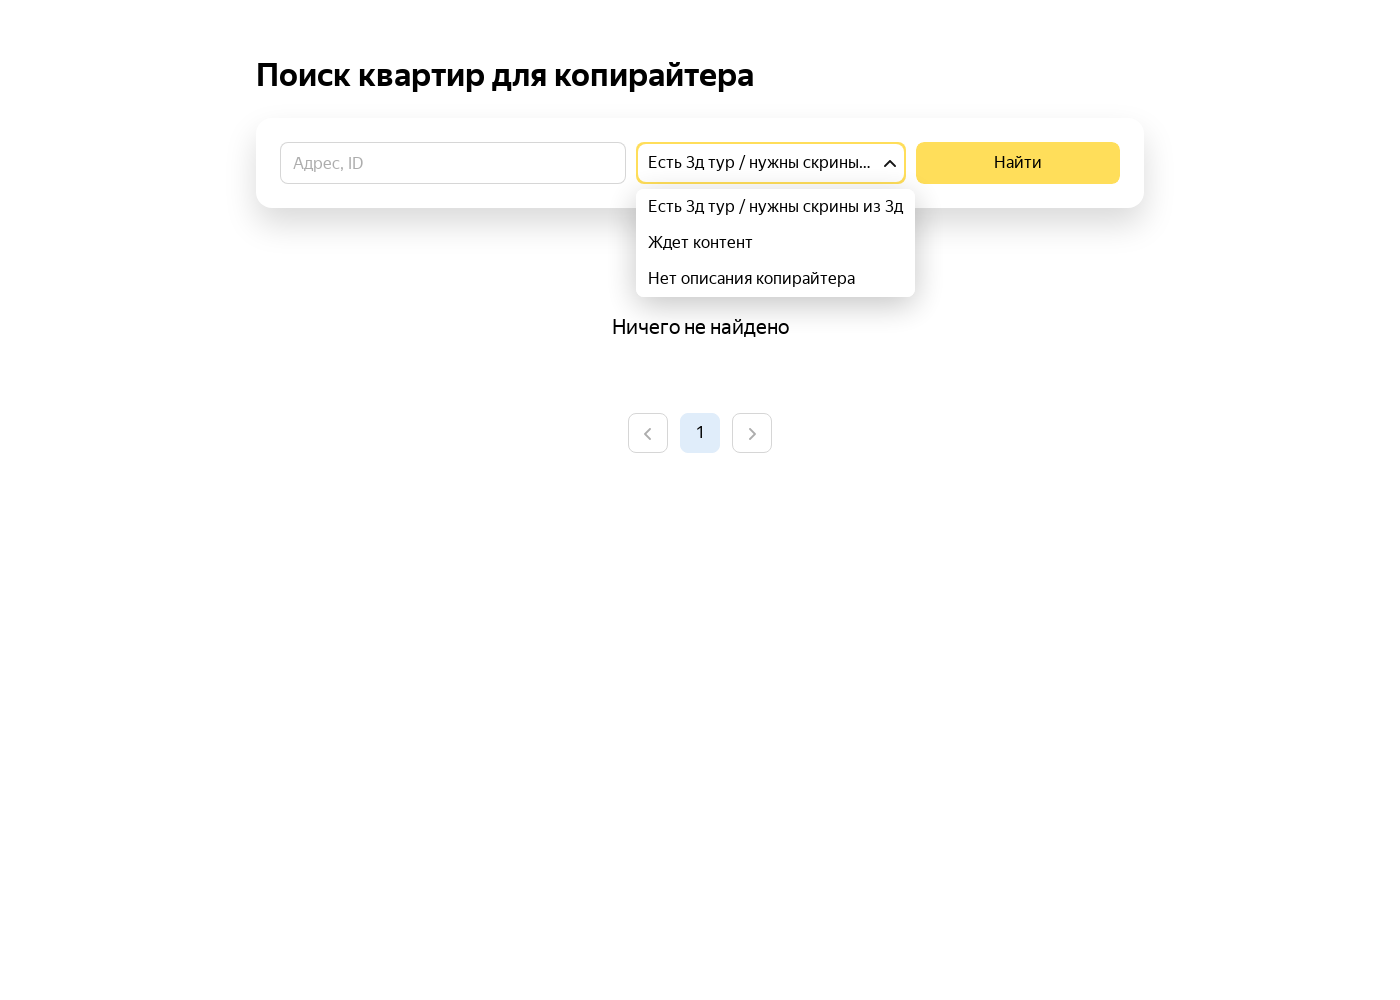 Поиск квартир для копирайтера
Адрес, ID
Есть 3д тур / нужны скрины...
Найти
Есть 3д тур / нужны скрины из 3д
Ждет контент
Нет описания копирайтера
Ничего не найдено
1